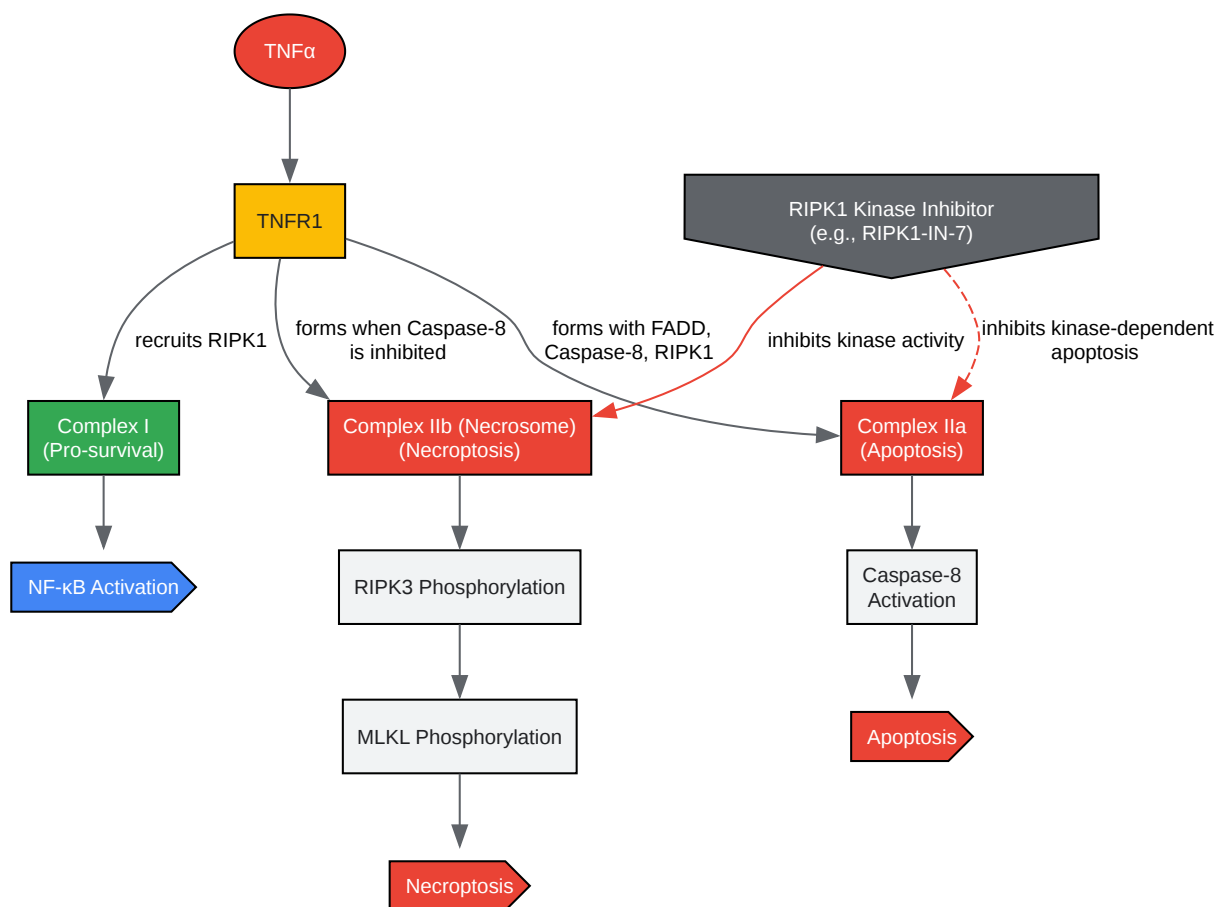 TNFα
TNFR1
RIPK1 Kinase Inhibitor
(e.g., RIPK1-IN-7)
recruits RIPK1
forms when Caspase-8
is inhibited
forms with FADD,
Caspase-8, RIPK1
inhibits kinase activity
inhibits kinase-dependent
apoptosis
Complex I
(Pro-survival)
Complex IIb (Necrosome)
(Necroptosis)
Complex IIa
(Apoptosis)
NF-κB Activation
RIPK3 Phosphorylation
Caspase-8
Activation
MLKL Phosphorylation
Apoptosis
Necroptosis